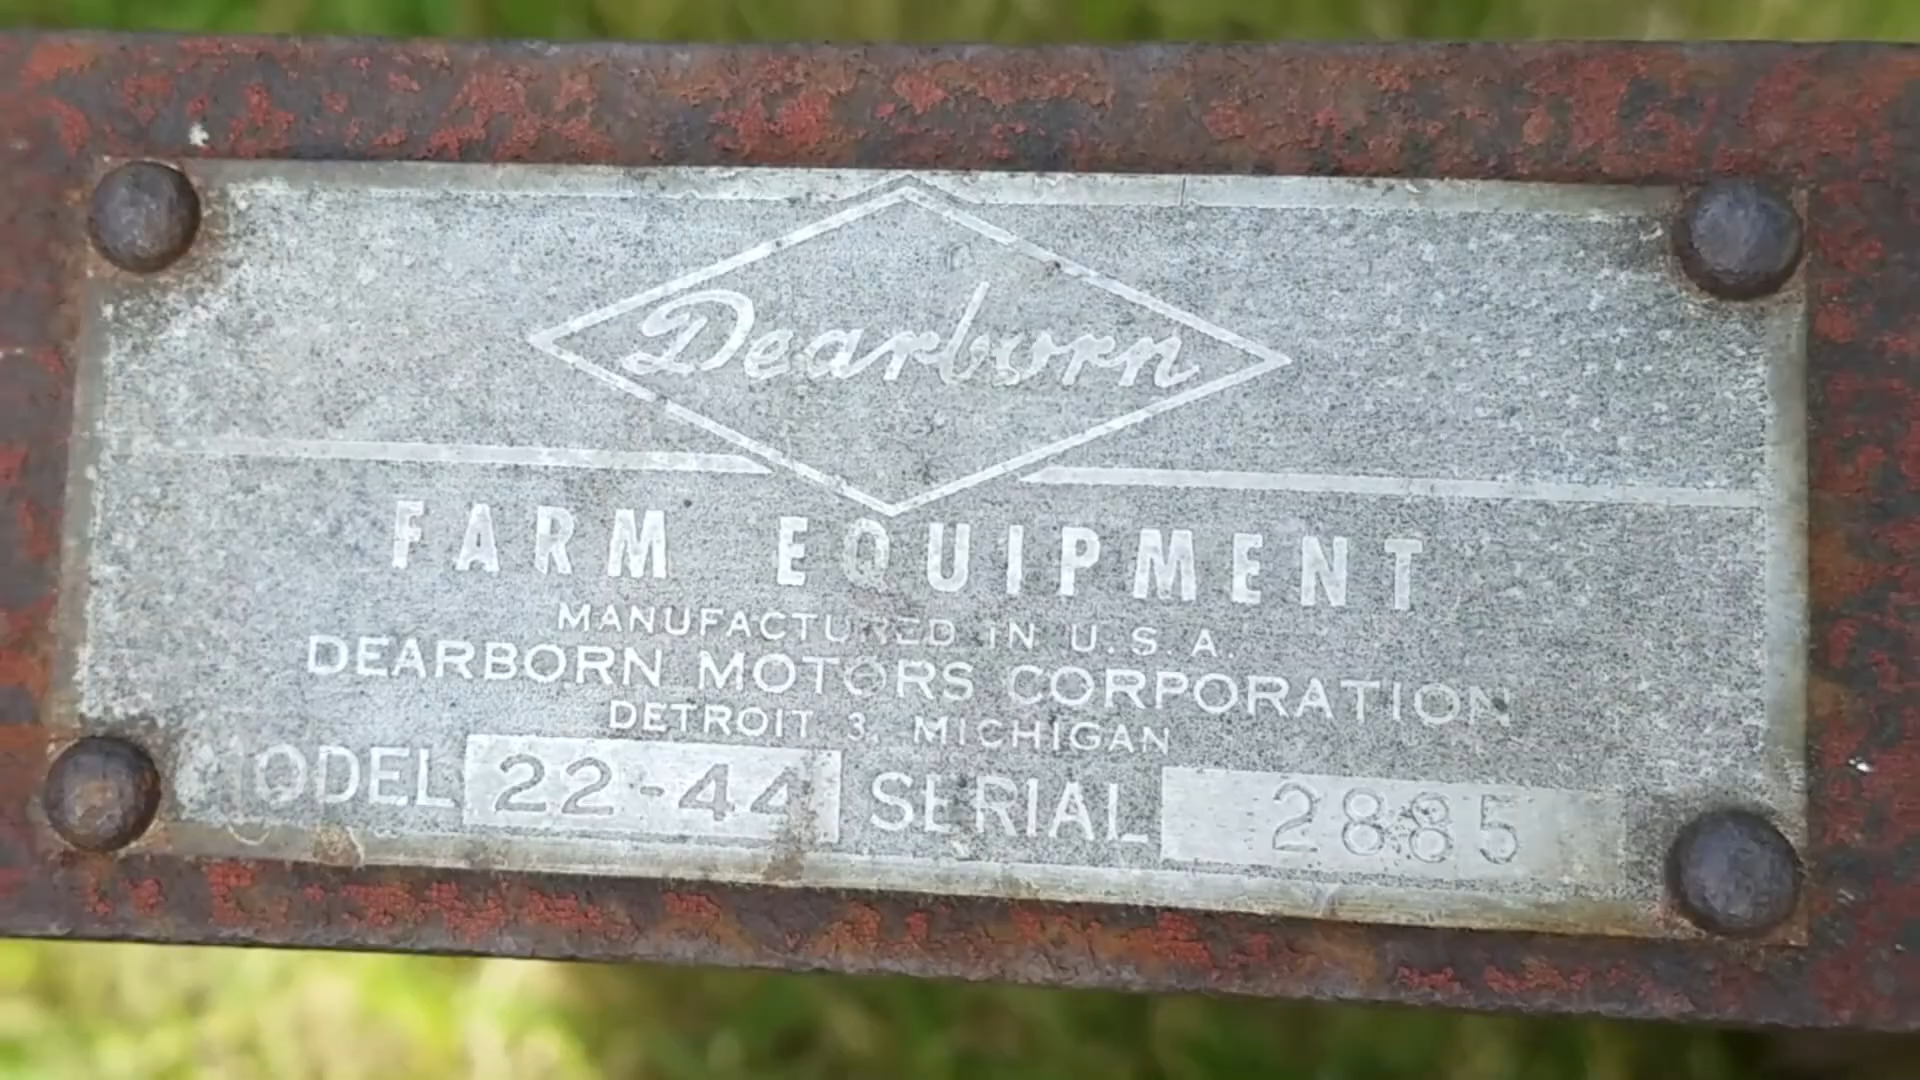 Dearborn
FARM EQUIPMENT
MANUFACTURED IN U.S.A.
DEARBORN MOTORS CORPORATION
DETROIT 3, MICHIGAN
MODEL 22-44 SERIAL 2885